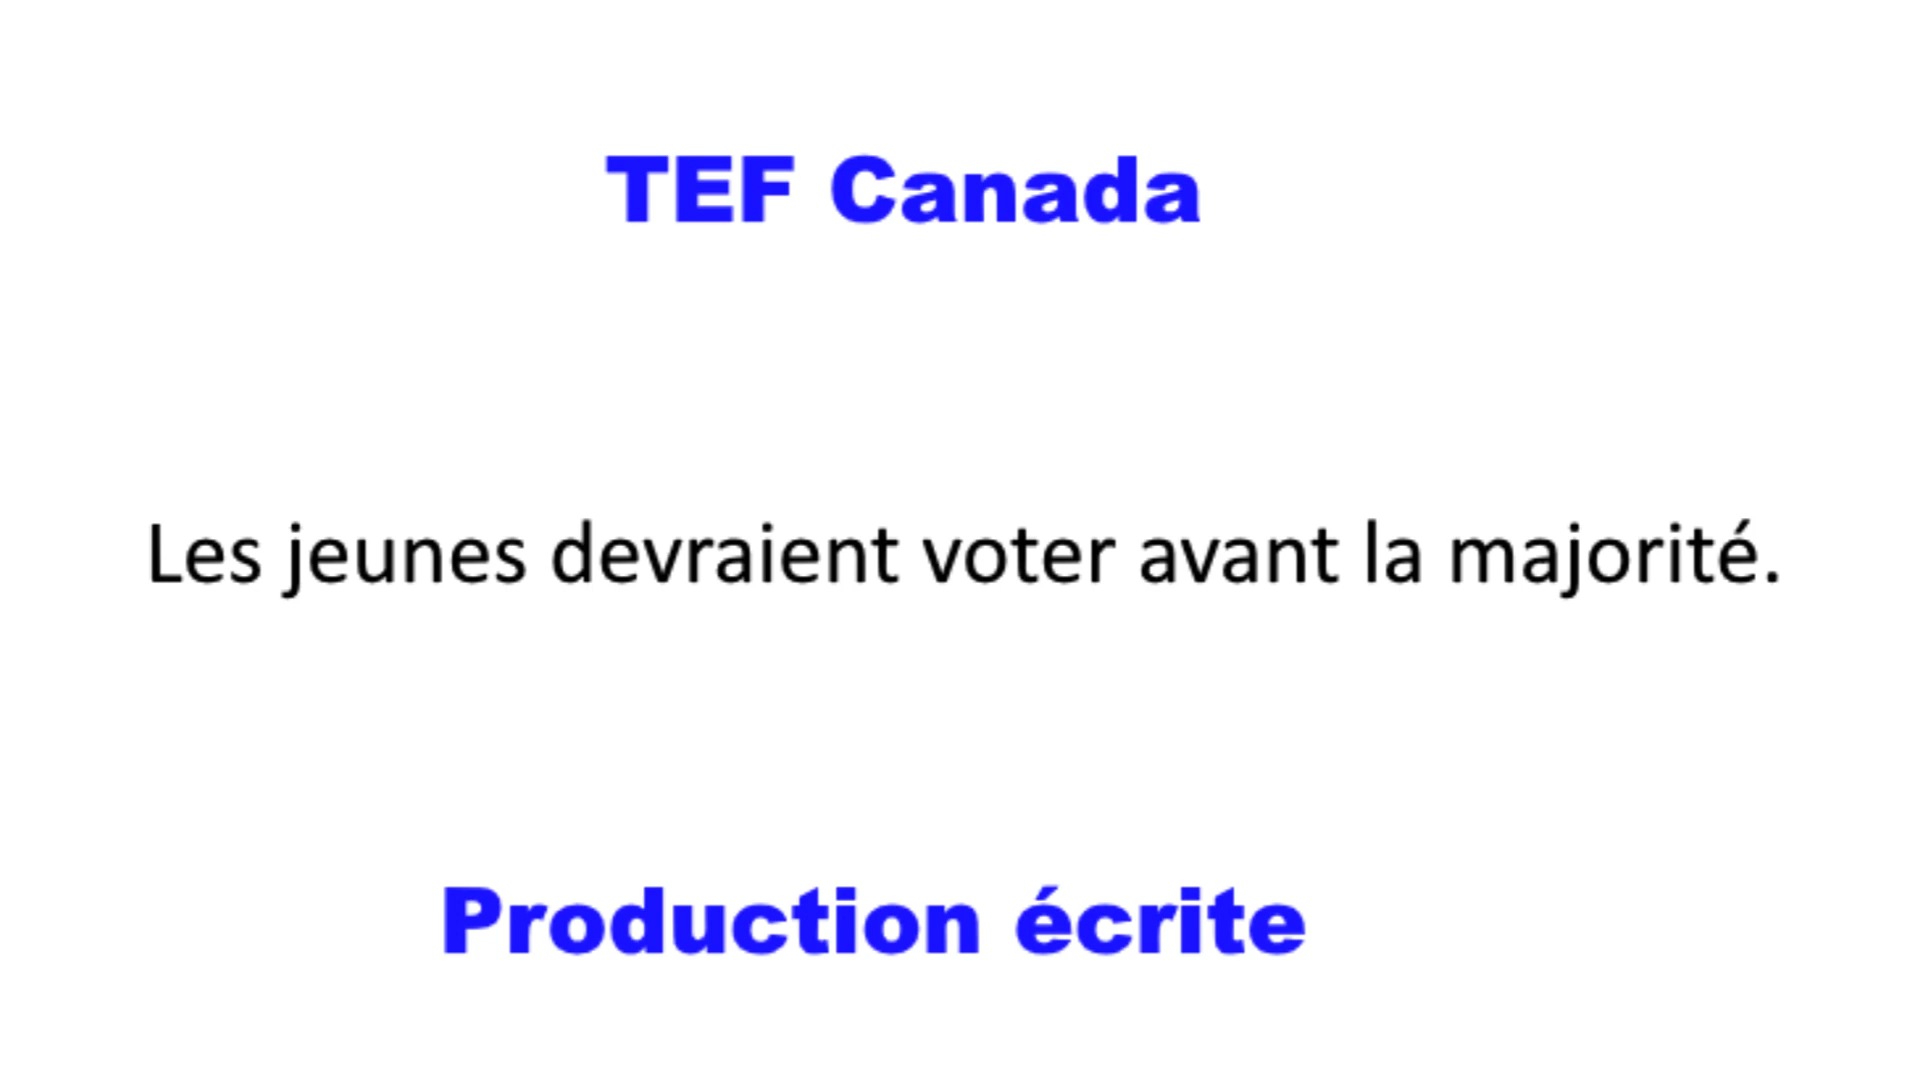 TEF Canada
Les jeunes devraient voter avant la majorité.
Production écrite